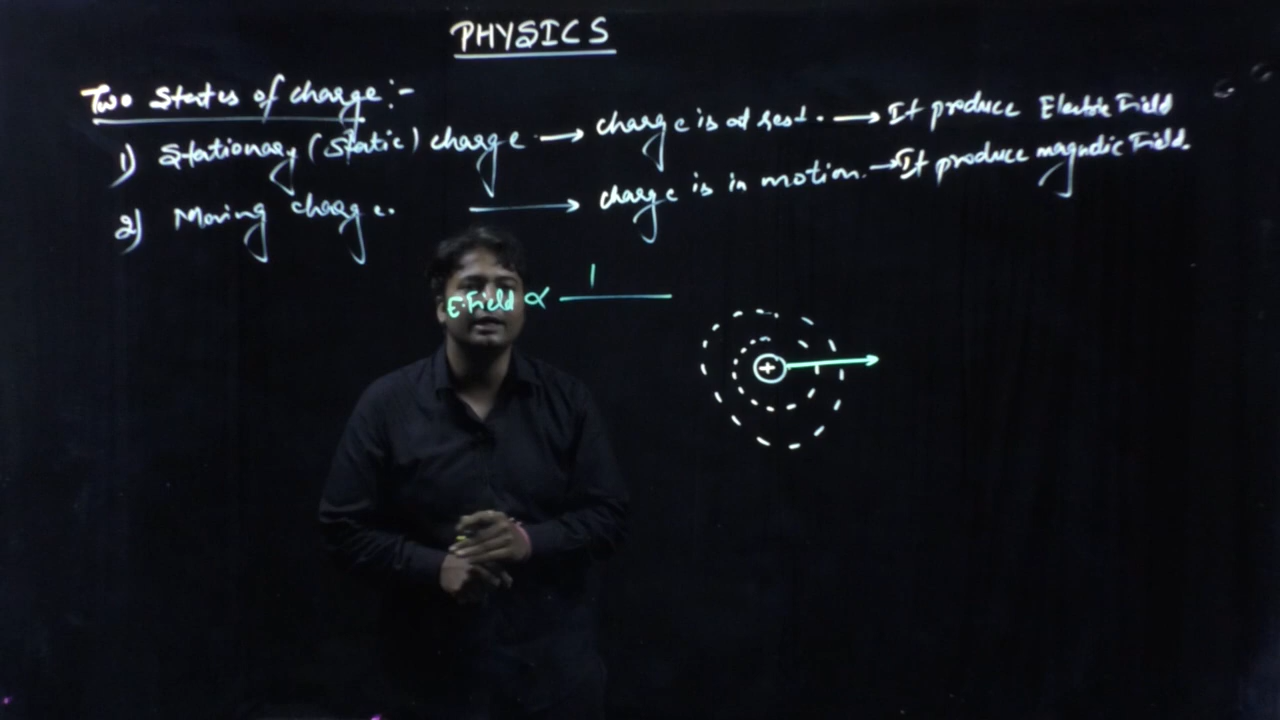 PHYSICS
Two States of charge:-
1) Stationary (Static) charge → charge is at rest. → It produce Electric Field
2) Moving charge. → charge is in motion. → It produce magnetic Field.
E.Field ∝ 1
+